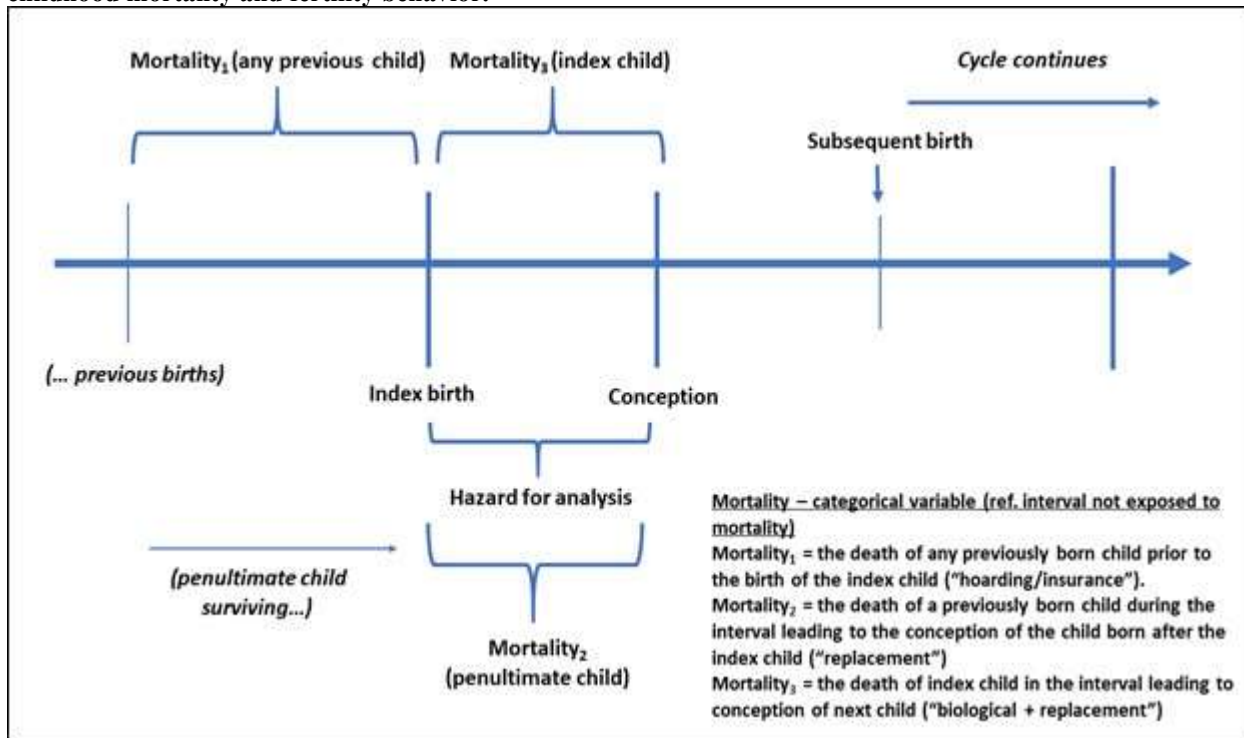 childhood mortality and fertility behavior.
Mortality₁ (any previous child)
Mortality₃ (index child)
Cycle continues
Subsequent birth
(... previous births)
Index birth
Conception
Hazard for analysis
(penultimate child
surviving...)
Mortality₂
(penultimate child)
Mortality – categorical variable (ref. interval not exposed to
mortality)
Mortality₁ = the death of any previously born child prior to
the birth of the index child ("hoarding/insurance").
Mortality₂ = the death of a previously born child during the
interval leading to the conception of the child born after the
index child ("replacement")
Mortality₃ = the death of index child in the interval leading to
conception of next child ("biological + replacement")